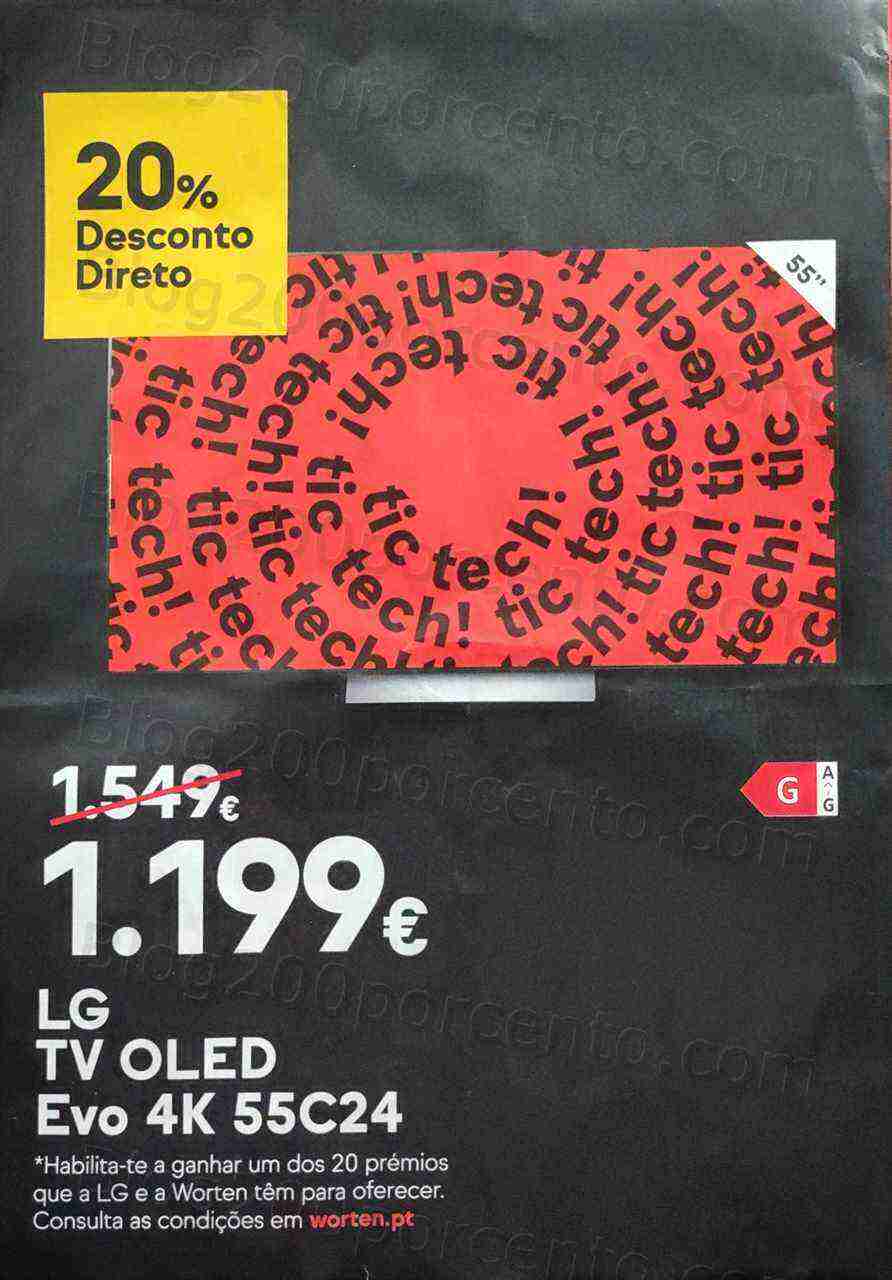 Blog200porcento.com
20%
Desconto
Direto
55"
tic tech! tic tech! tic tech!
1.549€
1.199€
G
A
G
LG
TV OLED
Evo 4K 55C24
*Habilita-te a ganhar um dos 20 prémios
que a LG e a Worten têm para oferecer.
Consulta as condições em worten.pt